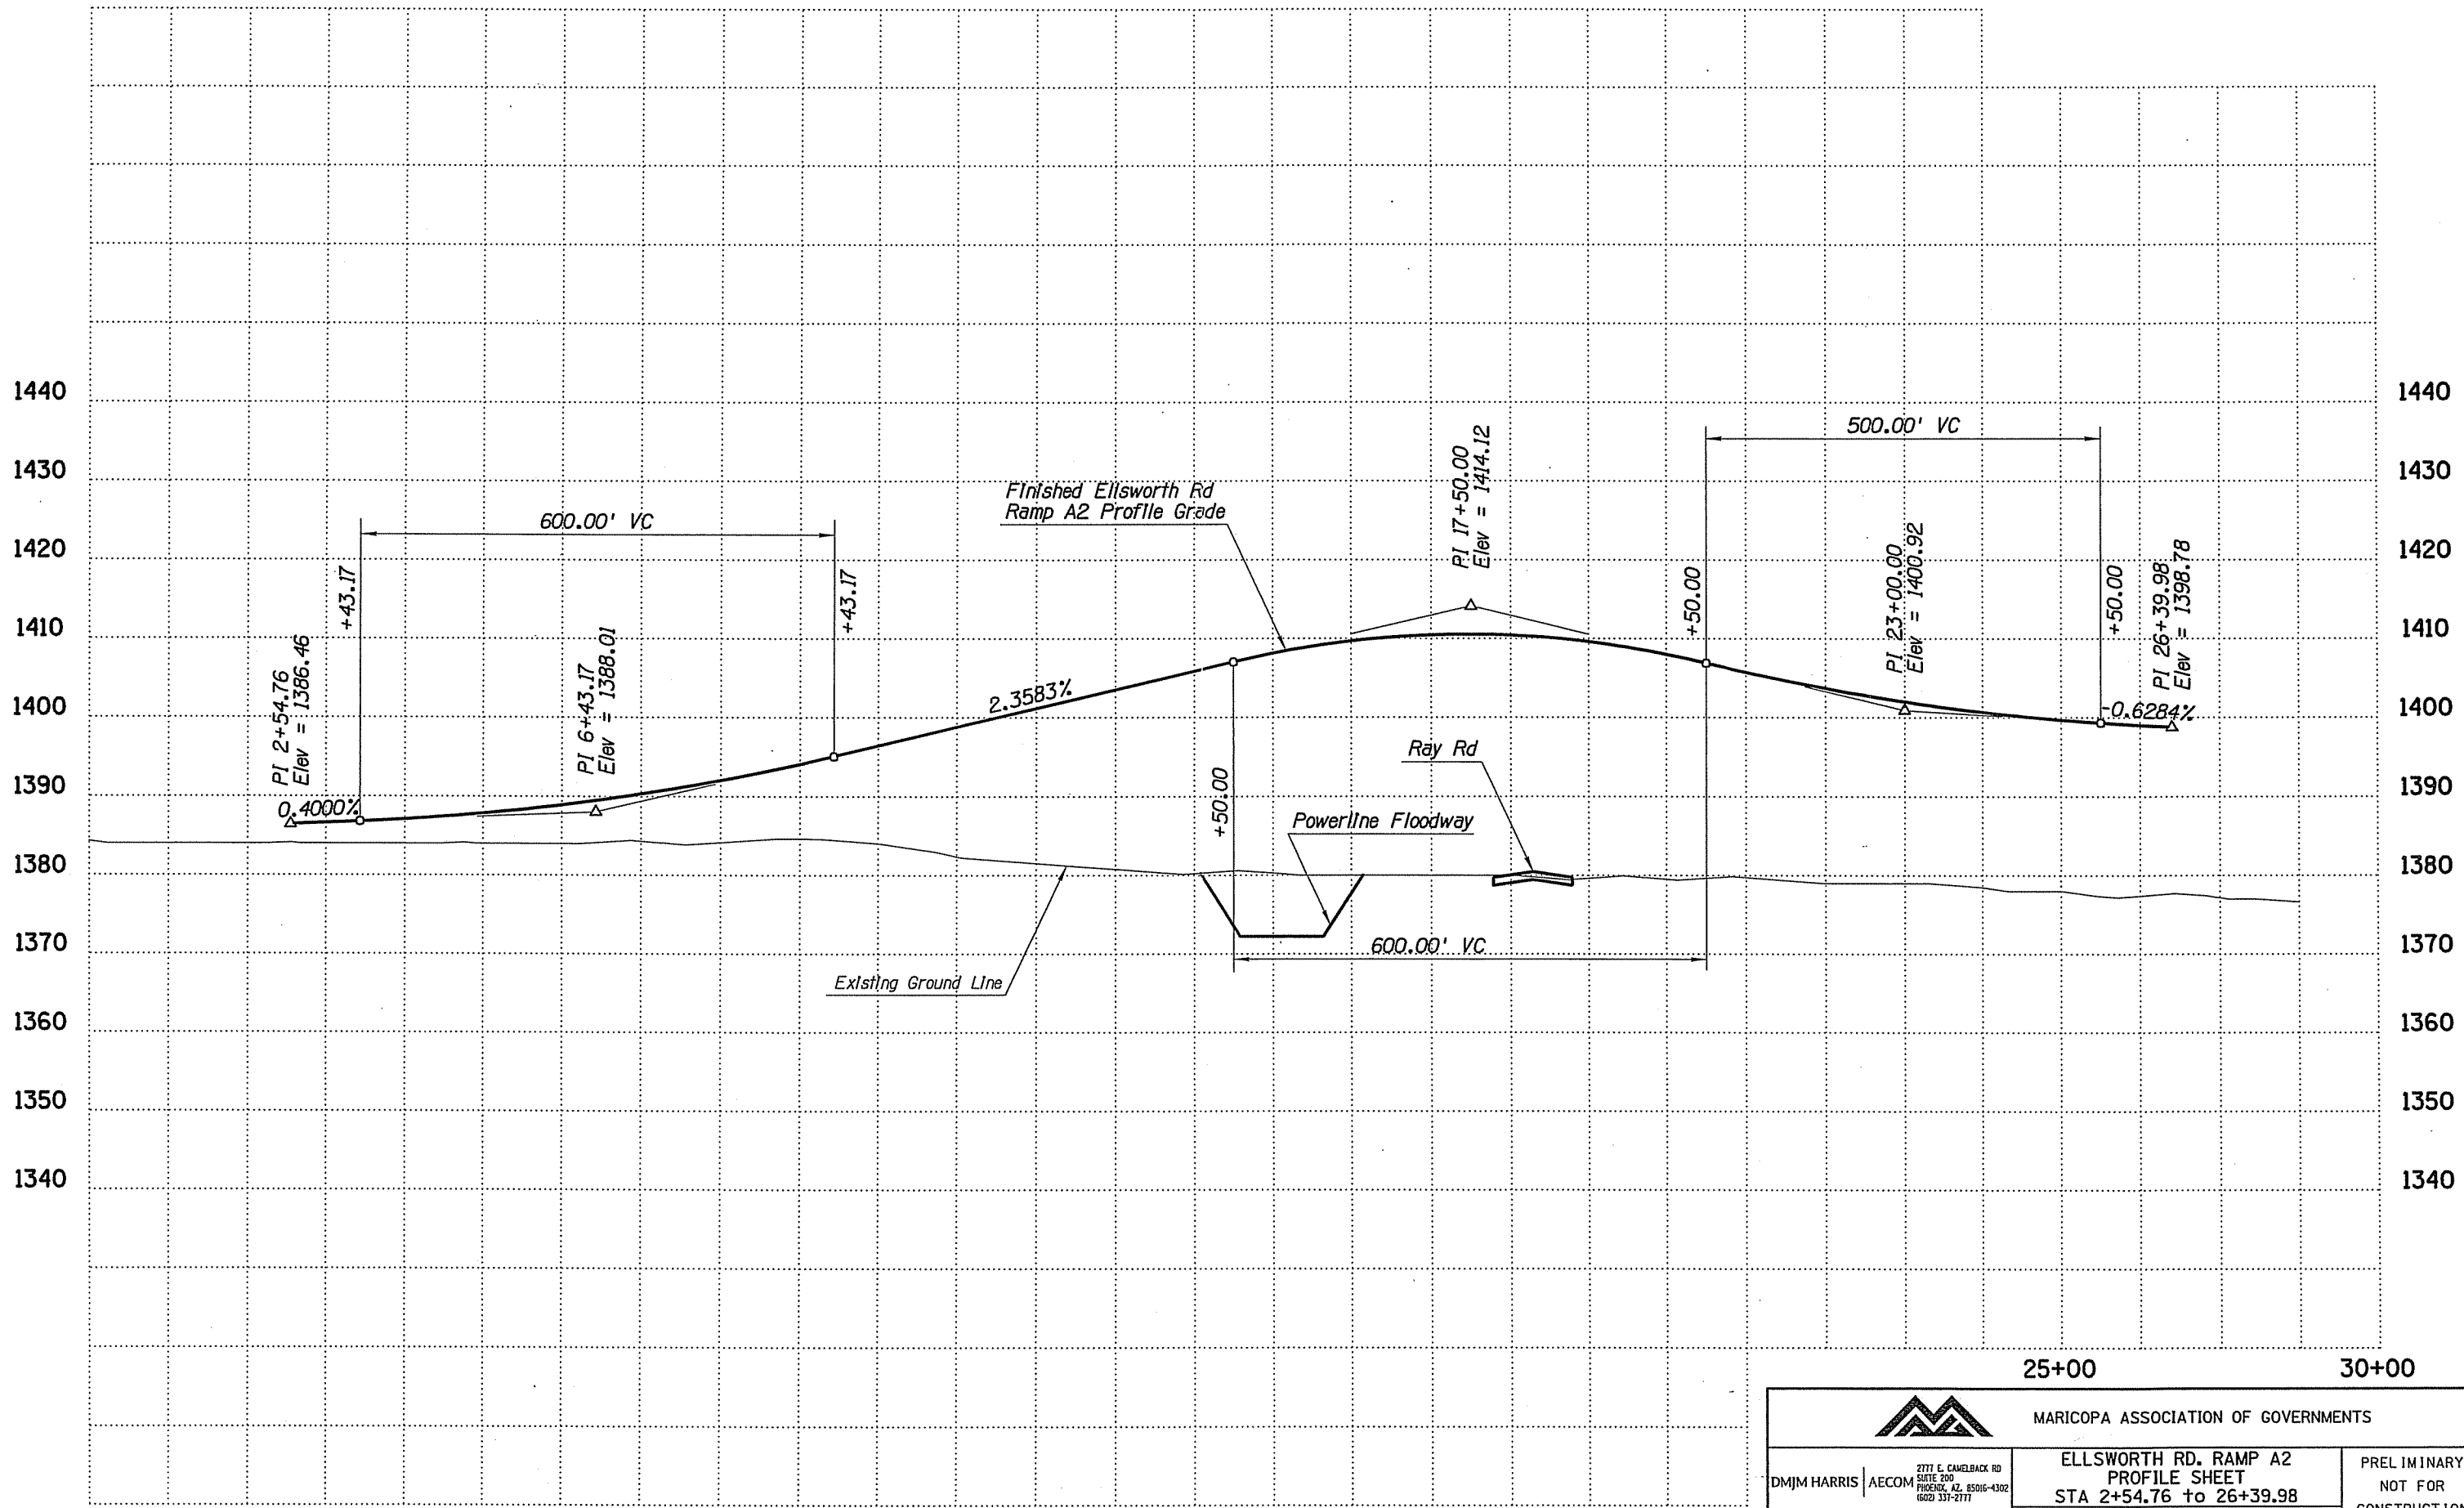 1440
1430
1420
1410
1400
1390
1380
1370
1360
1350
1340
PI 2+54.76
Elev = 1386.46
0.4000%
+43.17
600.00' VC
PI 6+43.17
Elev = 1388.01
+43.17
2.3583%
Finished Ellsworth Rd
Ramp A2 Profile Grade
Existing Ground Line
+50.00
Powerline Floodway
Ray Rd
600.00' VC
PI 17+50.00
Elev = 1414.12
+50.00
500.00' VC
PI 23+00.00
Elev = 1400.92
+50.00
PI 26+39.98
Elev = 1398.78
-0.6284%
1440
1430
1420
1410
1400
1390
1380
1370
1360
1350
1340
25+00 30+00
MARICOPA ASSOCIATION OF GOVERNMENTS
DMJM HARRIS | AECOM
2777 E. CAMELBACK RD
SUITE 200
PHOENIX, AZ. 85016-4302
(602) 337-2777
ELLSWORTH RD. RAMP A2
PROFILE SHEET
STA 2+54.76 to 26+39.98
PRELIMINARY
NOT FOR
CONSTRUCTION